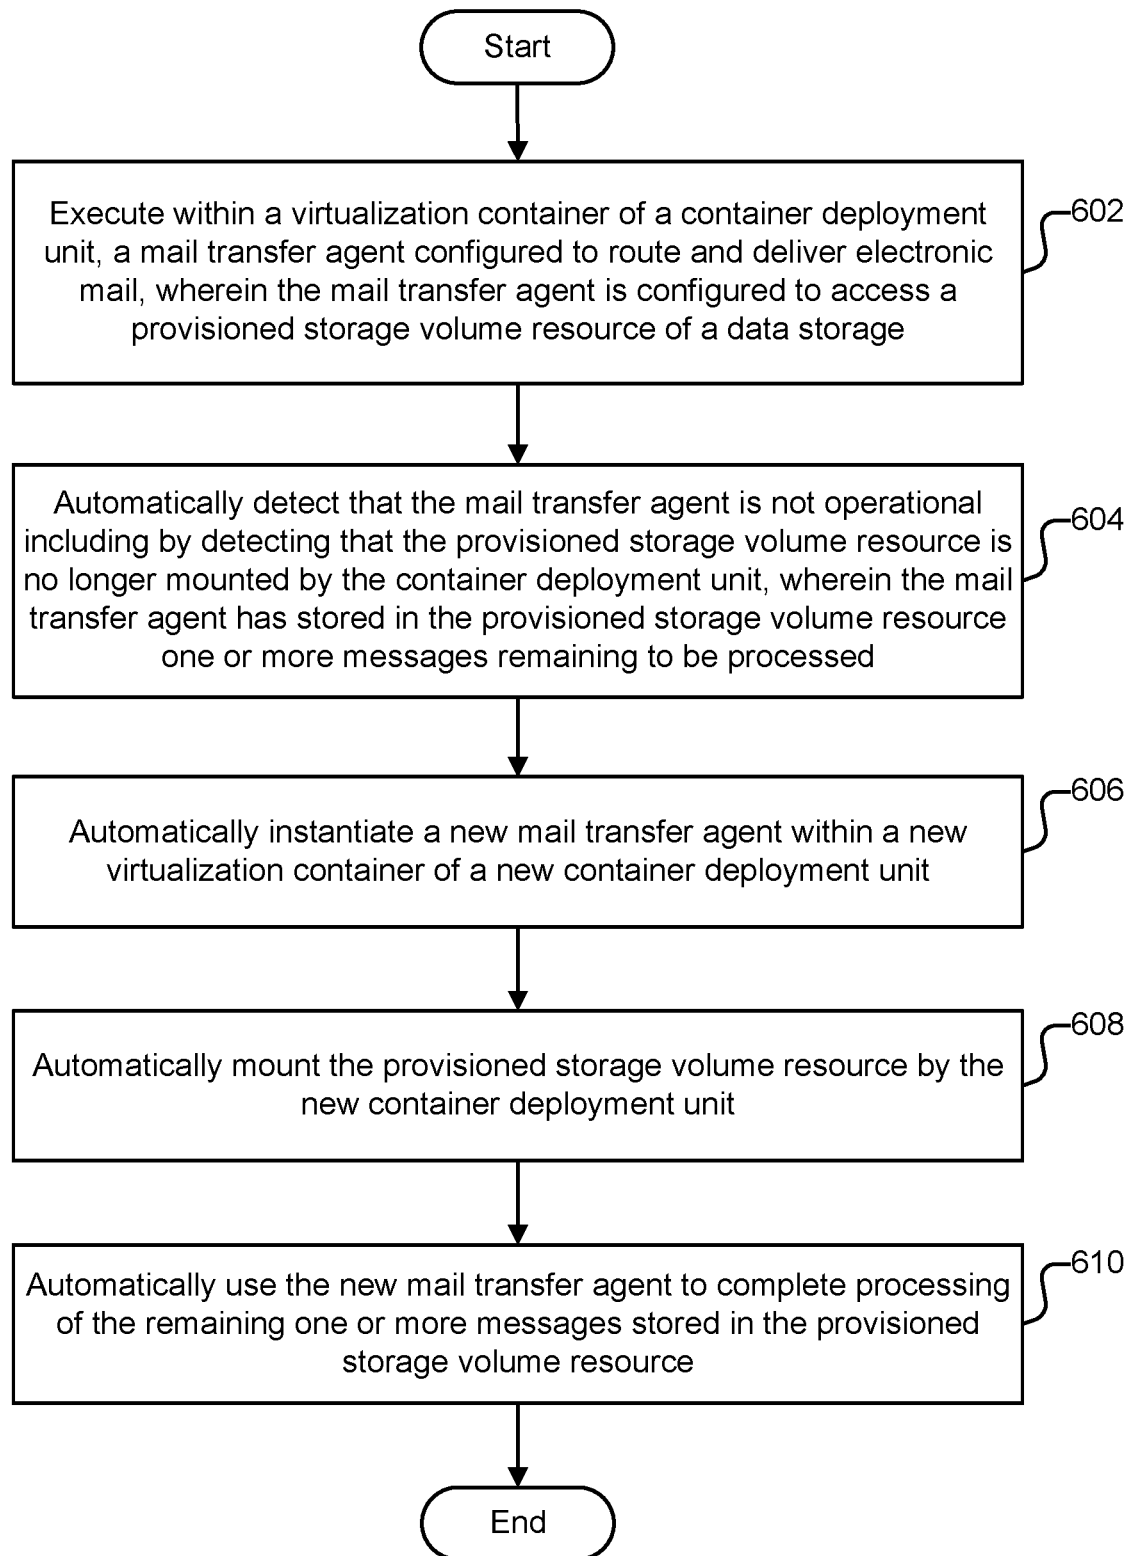 Start
Execute within a virtualization container of a container deployment
unit, a mail transfer agent configured to route and deliver electronic
mail, wherein the mail transfer agent is configured to access a
provisioned storage volume resource of a data storage
602
Automatically detect that the mail transfer agent is not operational
including by detecting that the provisioned storage volume resource is
no longer mounted by the container deployment unit, wherein the mail
transfer agent has stored in the provisioned storage volume resource
one or more messages remaining to be processed
604
Automatically instantiate a new mail transfer agent within a new
virtualization container of a new container deployment unit
606
Automatically mount the provisioned storage volume resource by the
new container deployment unit
608
Automatically use the new mail transfer agent to complete processing
of the remaining one or more messages stored in the provisioned
storage volume resource
610
End